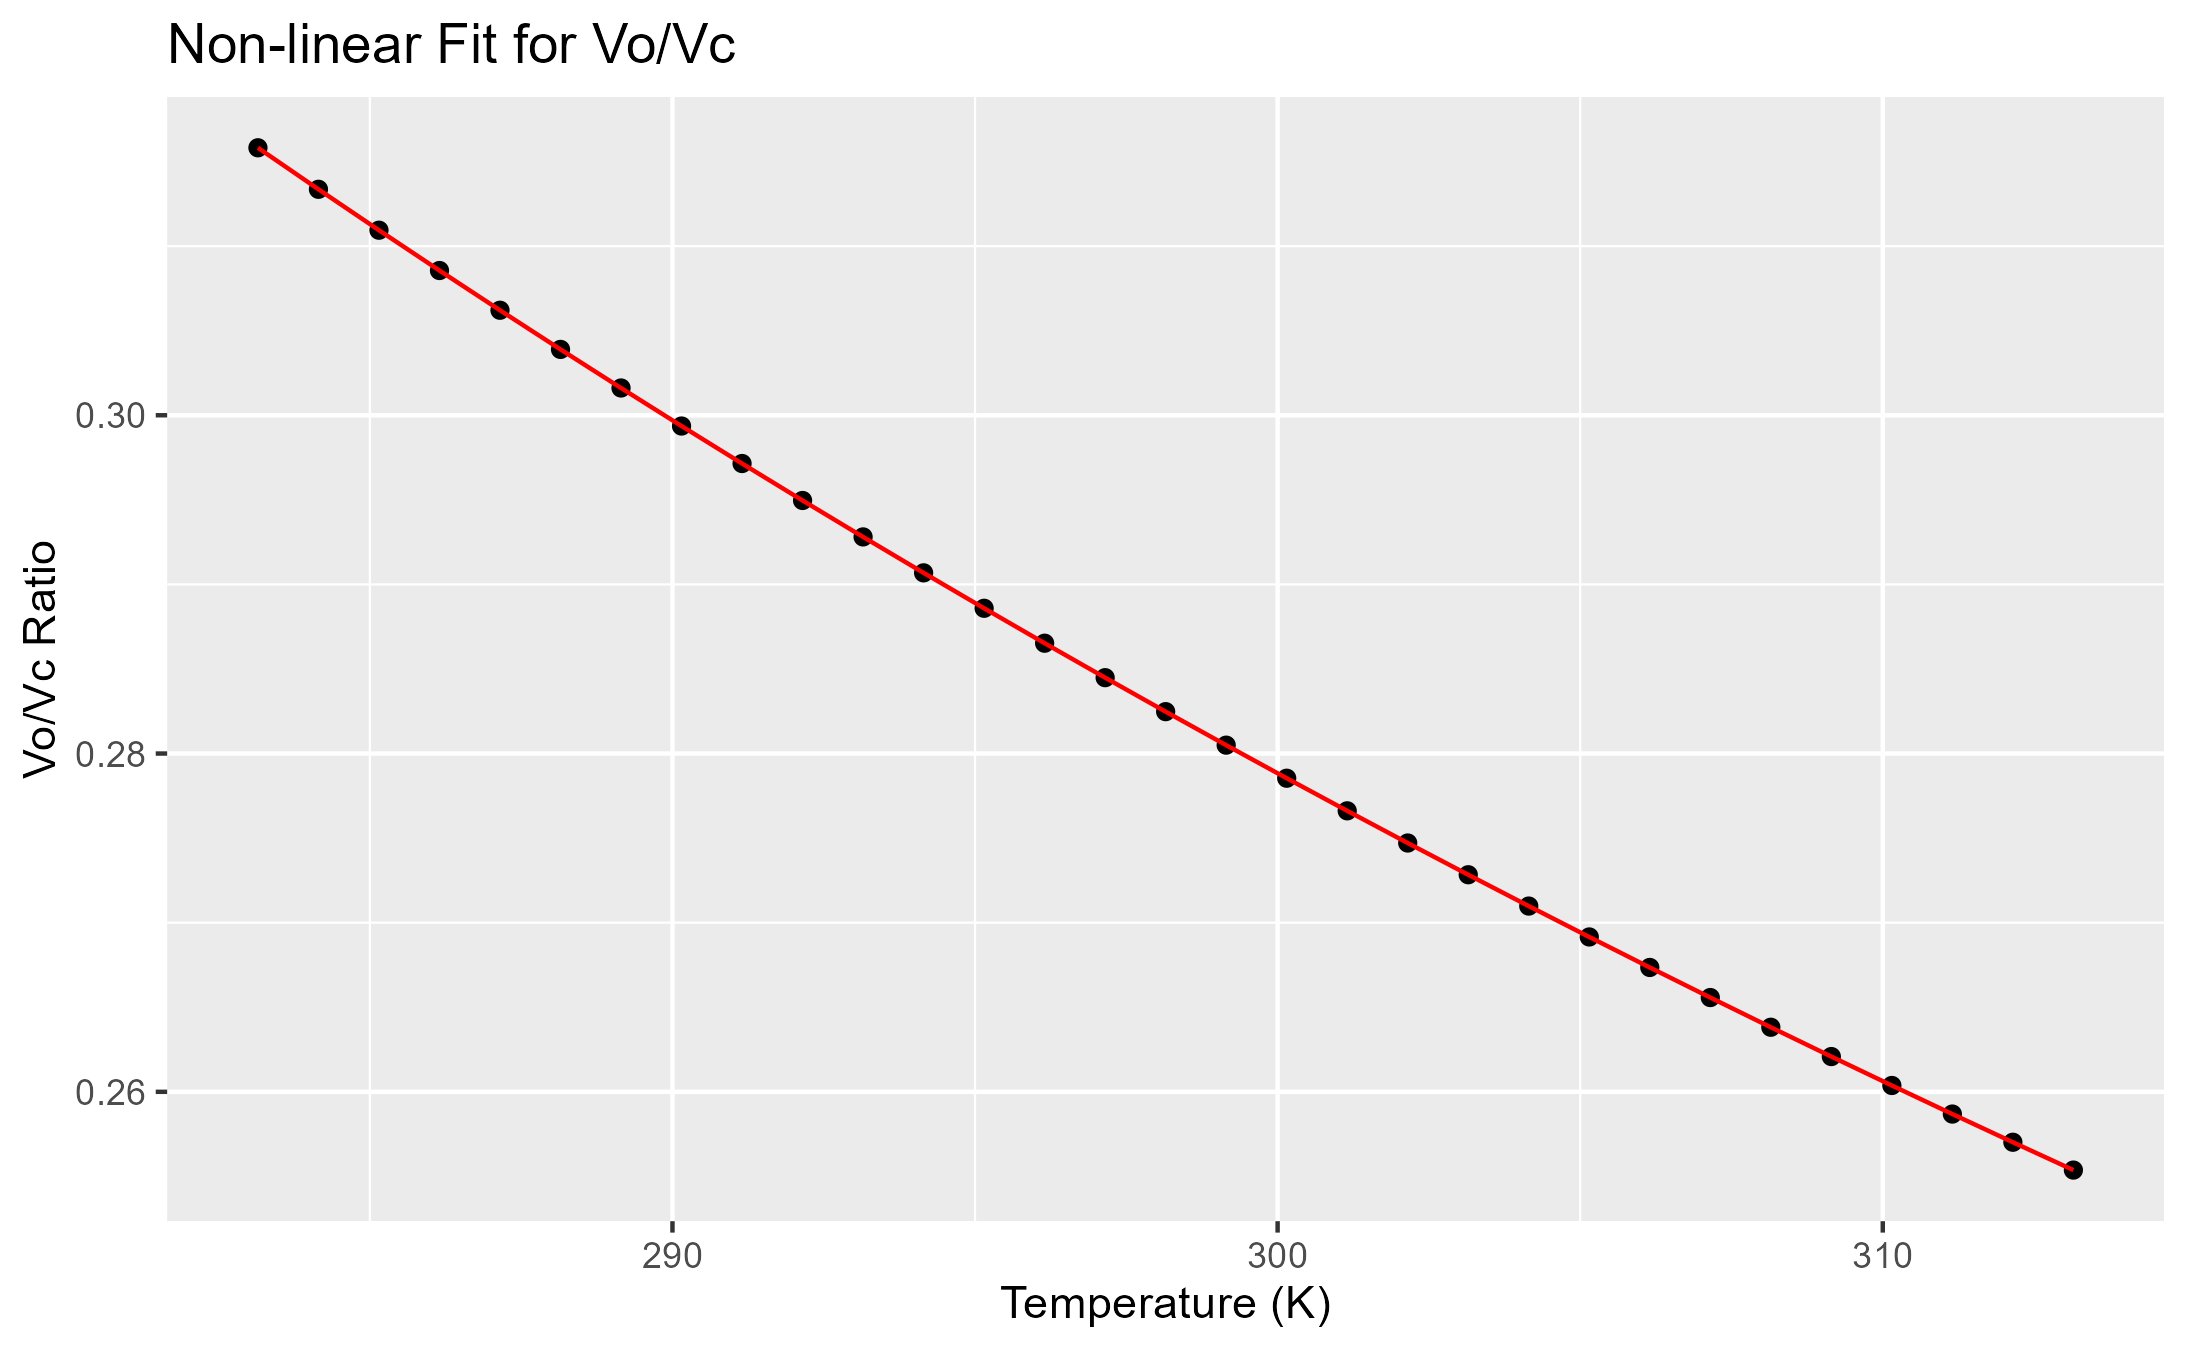 Non-linear Fit for Vo/Vc
Vo/Vc Ratio
0.30
0.28
0.26
290 300 310
Temperature (K)